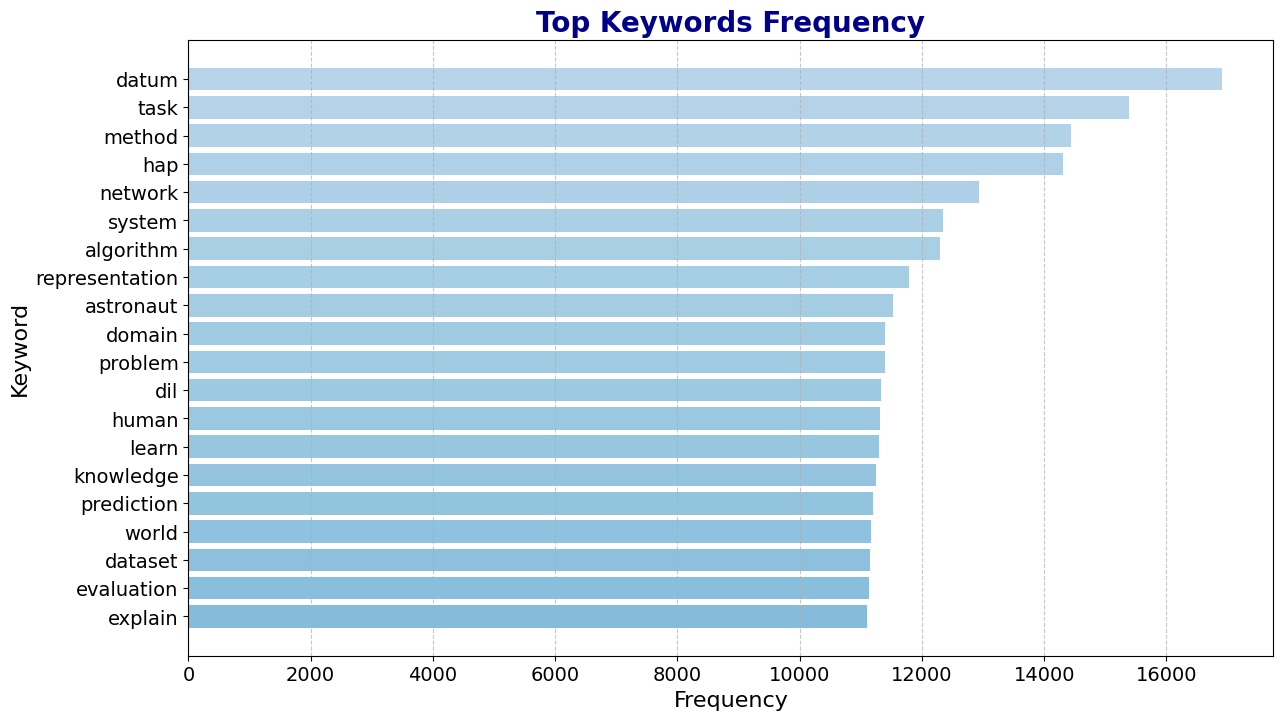 Top Keywords Frequency
Keyword
datum
task
method
hap
network
system
algorithm
representation
astronaut
domain
problem
dil
human
learn
knowledge
prediction
world
dataset
evaluation
explain
0 2000 4000 6000 8000 10000 12000 14000 16000
Frequency